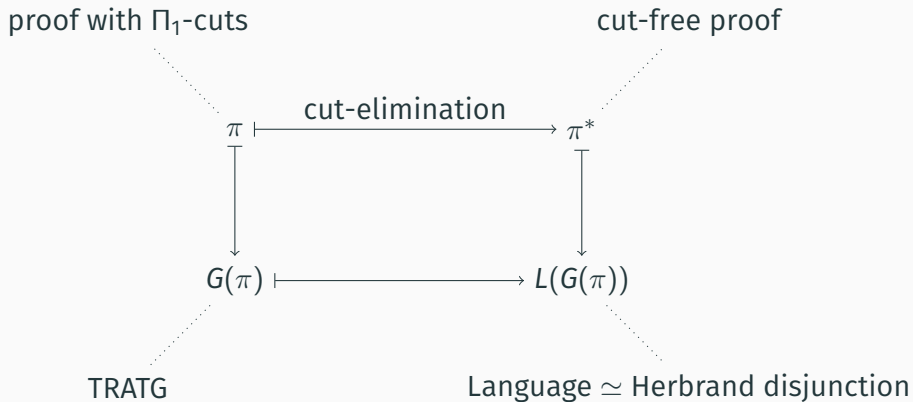 proof with Π₁-cuts
cut-free proof
cut-elimination
π
π*
G(π)
L(G(π))
TRATG
Language ≃ Herbrand disjunction